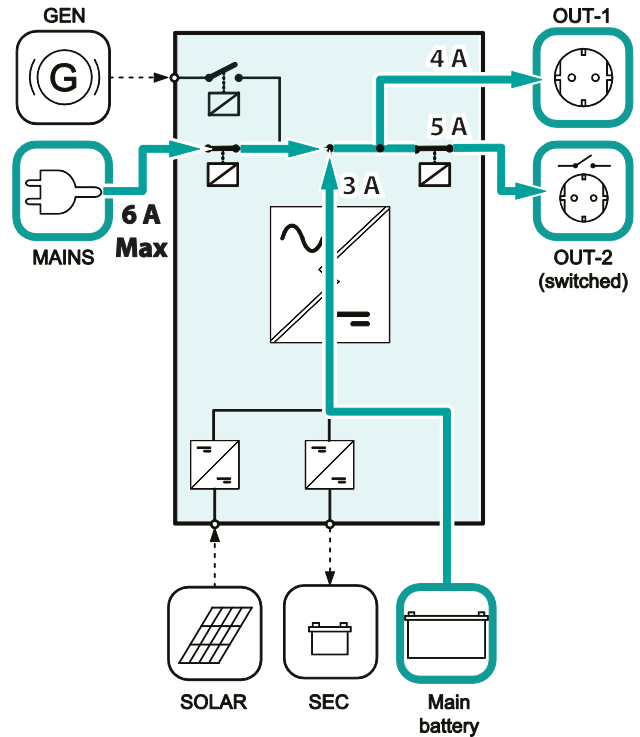 GEN
OUT-1
G
4 A
5 A
MAINS
6 A
Max
3 A
OUT-2
(switched)
SOLAR
SEC
Main
battery